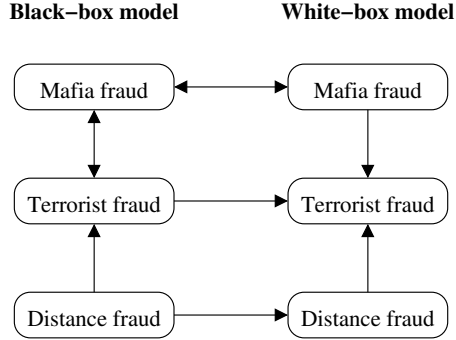 Black–box model White–box model
Mafia fraud Mafia fraud
Terrorist fraud Terrorist fraud
Distance fraud Distance fraud